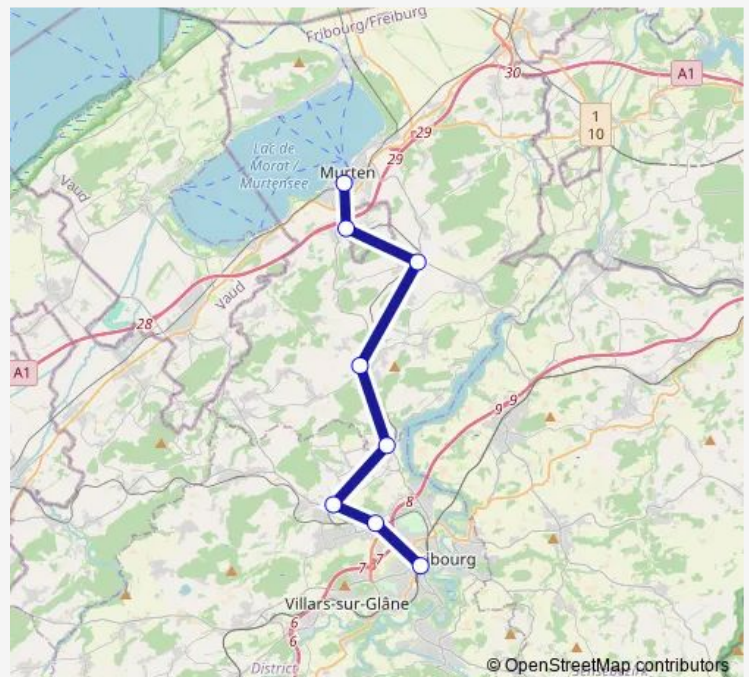 Fribourg/Freiburg
30
A1
1
10
29
29
Lac de
Morat /
Murtensee
Murten
Vaud
Vaud
28
A1
9
9
8
ibourg
7
7
Villars-sur-Glâne
6
6
District
Sensebezirk
© OpenStreetMap contributors